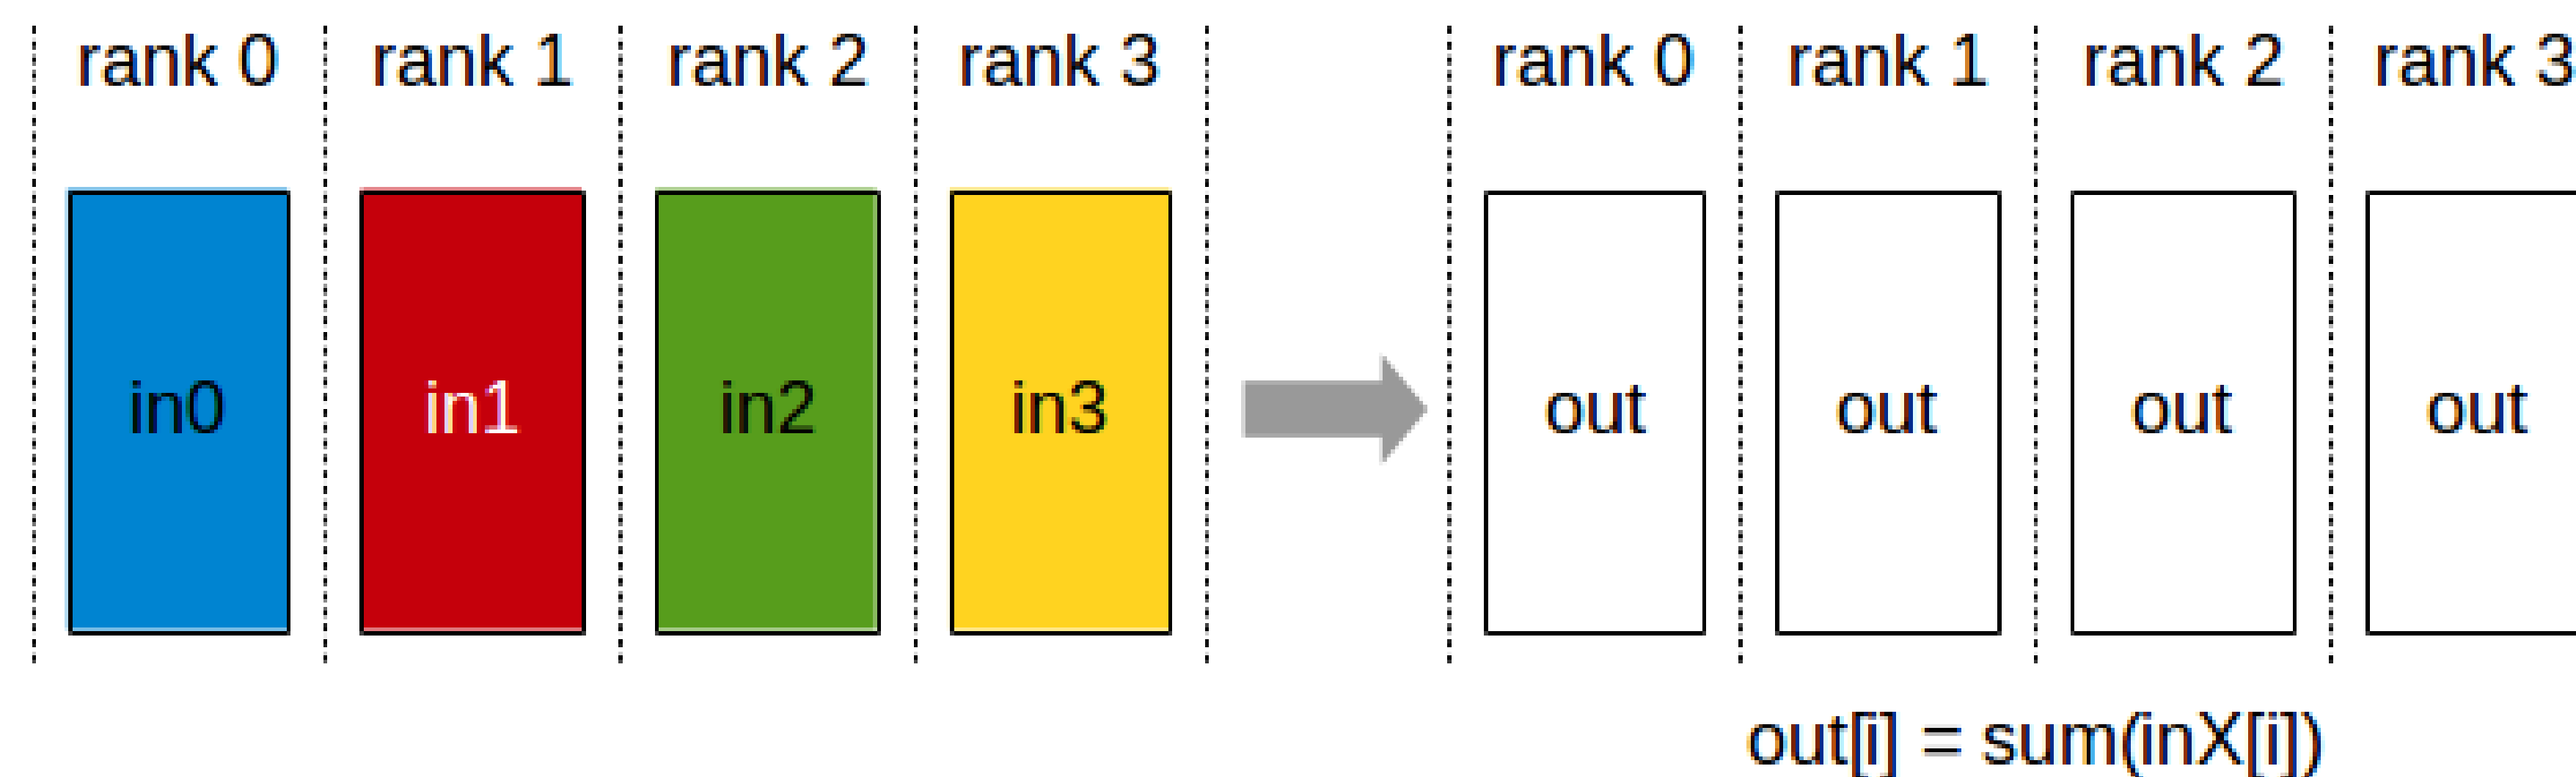 rank 0 rank 1 rank 2 rank 3 rank 0 rank 1 rank 2 rank 3
in0 in1 in2 in3 out out out out
out[i] = sum(inX[i])